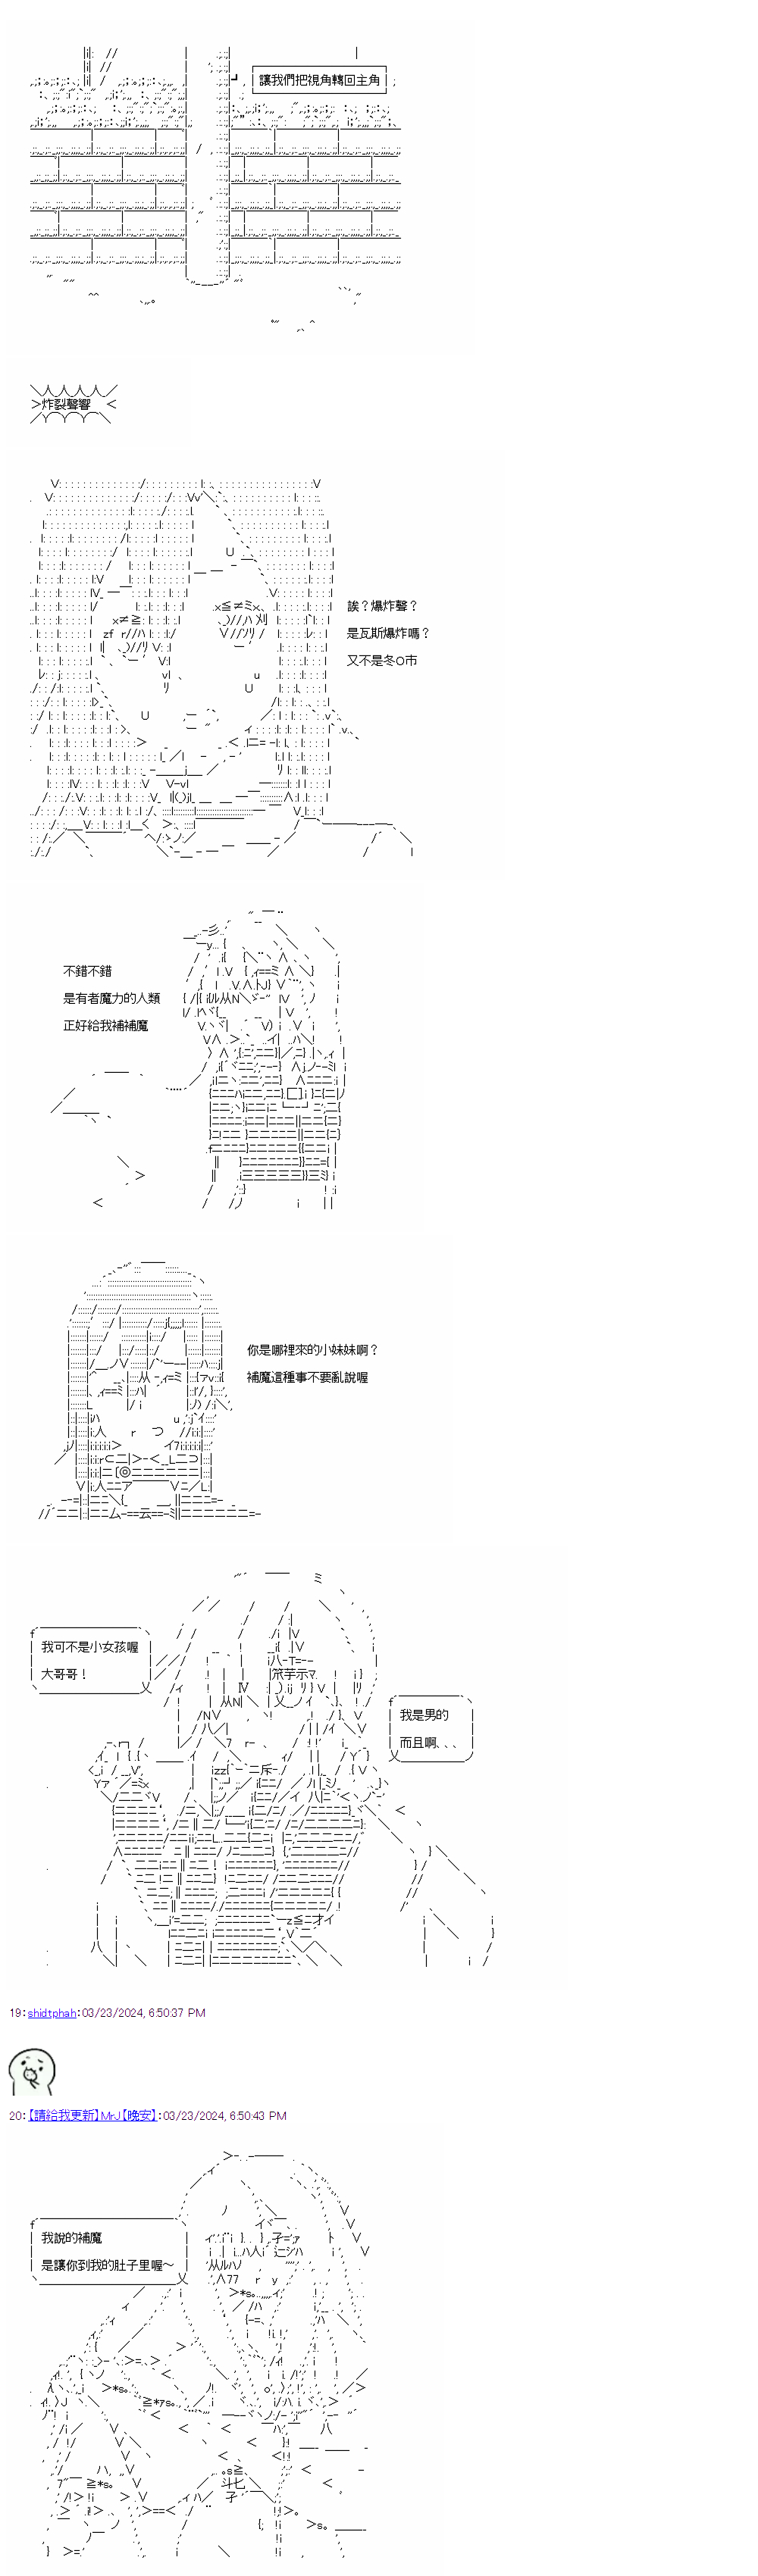 讓我們把視角轉回主角
炸裂聲響
誒？爆炸聲？
是瓦斯爆炸嗎？
又不是冬O市
不錯不錯
是有者魔力的人類
正好給我補補魔
你是哪裡來的小妹妹啊？
補魔這種事不要亂說喔
我可不是小女孩喔
大哥哥！
我是男的
而且啊、、、
19：shidtphah：03/23/2024, 6:50:37 PM
20：【請給我更新】MrJ【晚安】：03/23/2024, 6:50:43 PM
我說的補魔
是讓你到我的肚子里喔～